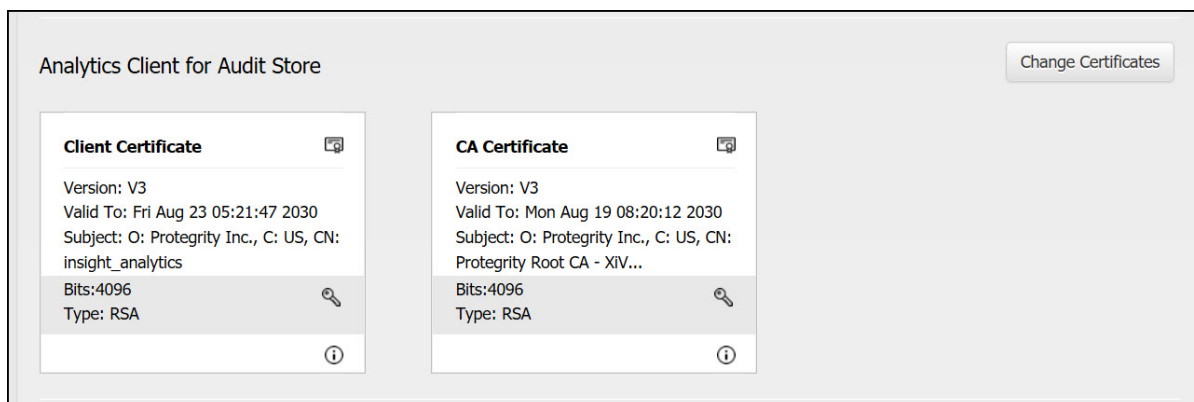 Analytics Client for Audit Store
Change Certificates
Client Certificate
Version: V3
Valid To: Fri Aug 23 05:21:47 2030
Subject: O: Protegrity Inc., C: US, CN:
insight_analytics
Bits:4096
Type: RSA
CA Certificate
Version: V3
Valid To: Mon Aug 19 08:20:12 2030
Subject: O: Protegrity Inc., C: US, CN:
Protegrity Root CA - XiV...
Bits:4096
Type: RSA